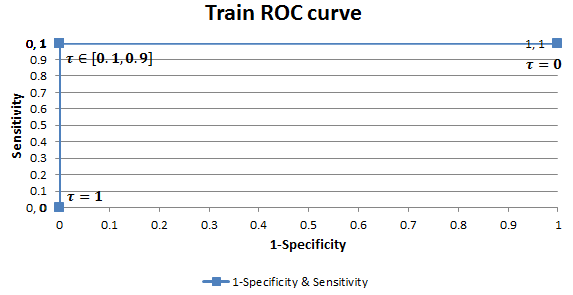 Train ROC curve
0, 1
1, 1
τ ∈ [0.1, 0.9]
τ = 0
0.9
0.8
0.7
0.6
0.5
0.4
0.3
0.2
0.1
τ = 1
0, 0
Sensitivity
0 0.1 0.2 0.3 0.4 0.5 0.6 0.7 0.8 0.9 1
1-Specificity
1-Specificity & Sensitivity